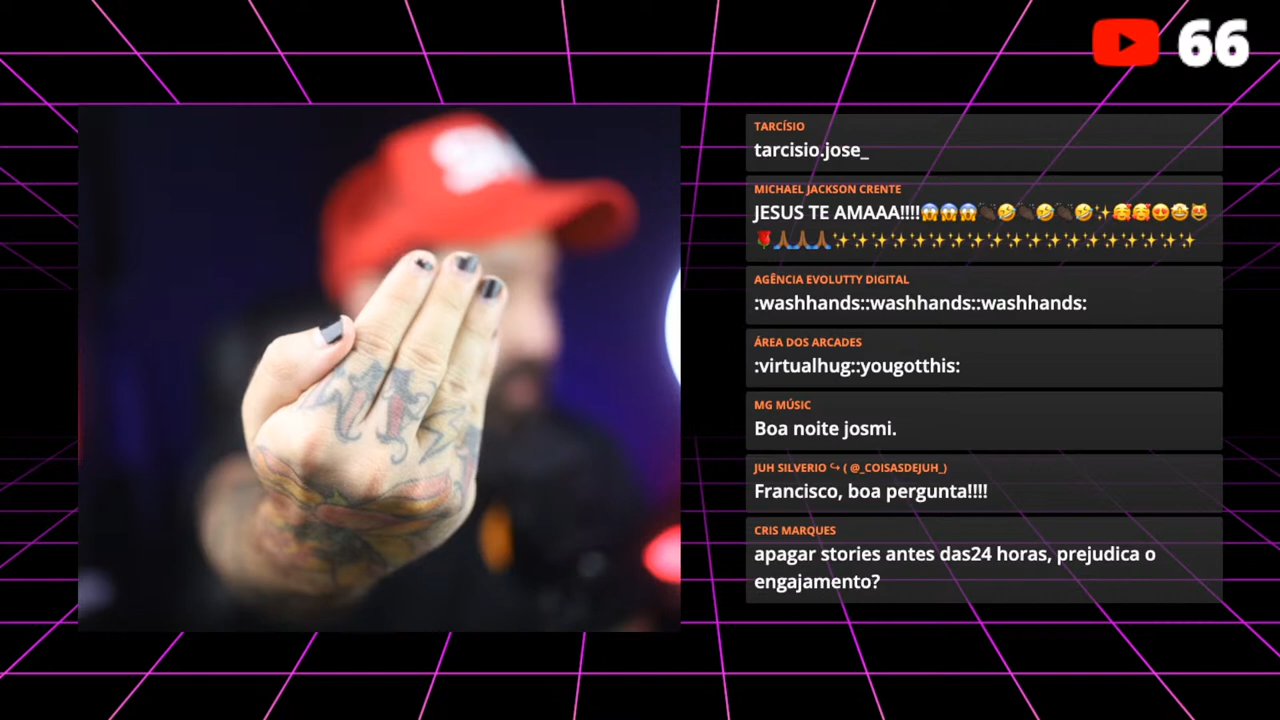 66
TARCÍSIO
tarcisio.jose_
MICHAEL JACKSON CRENTE
JESUS TE AMAAA!!!!😱😱😱👏🏿🤣👏🏿🤣👏🏿🤣✨🥰🥰😍🤩😻
🌹🙏🏾🙏🏾🙏🏾✨✨✨✨✨✨✨✨✨✨✨✨✨✨✨✨✨✨✨
AGÊNCIA EVOLUTTY DIGITAL
:washhands::washhands::washhands:
ÁREA DOS ARCADES
:virtualhug::yougotthis:
MG MÚSIC
Boa noite josmi.
JUH SILVERIO ↪ ( @_COISASDEJUH_)
Francisco, boa pergunta!!!!
CRIS MARQUES
apagar stories antes das24 horas, prejudica o
engajamento?